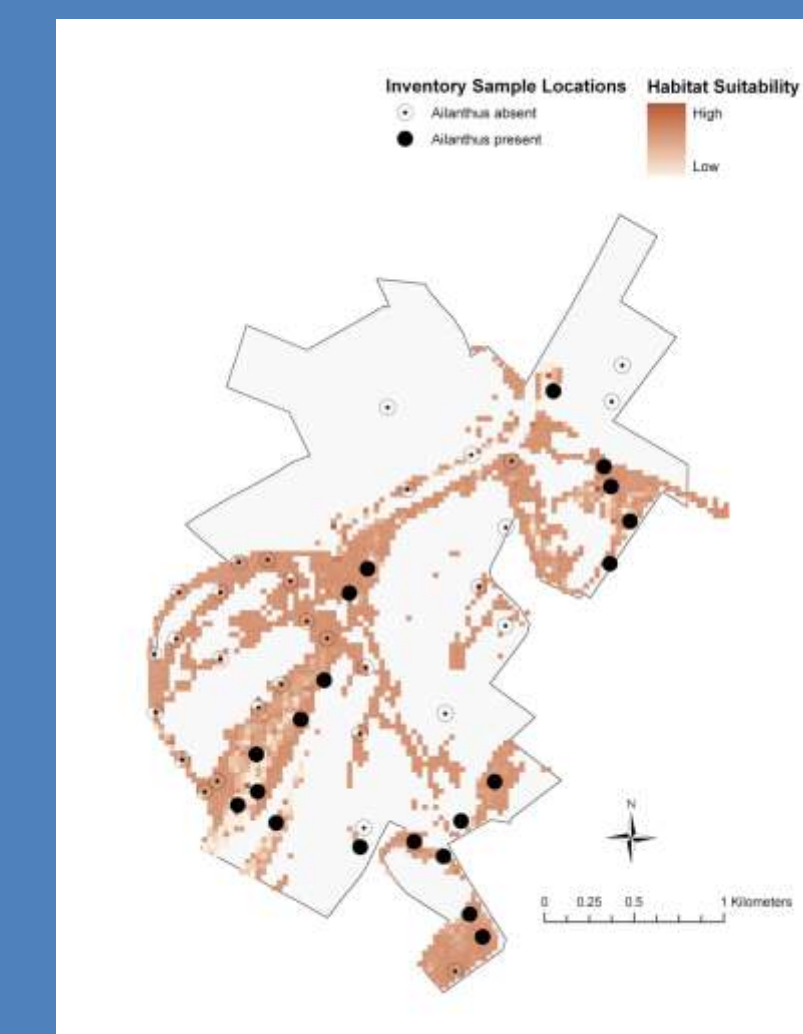 Inventory Sample Locations
Ailanthus absent
Ailanthus present
Habitat Suitability
High
Low
N
0 0.25 0.5 1 Kilometers